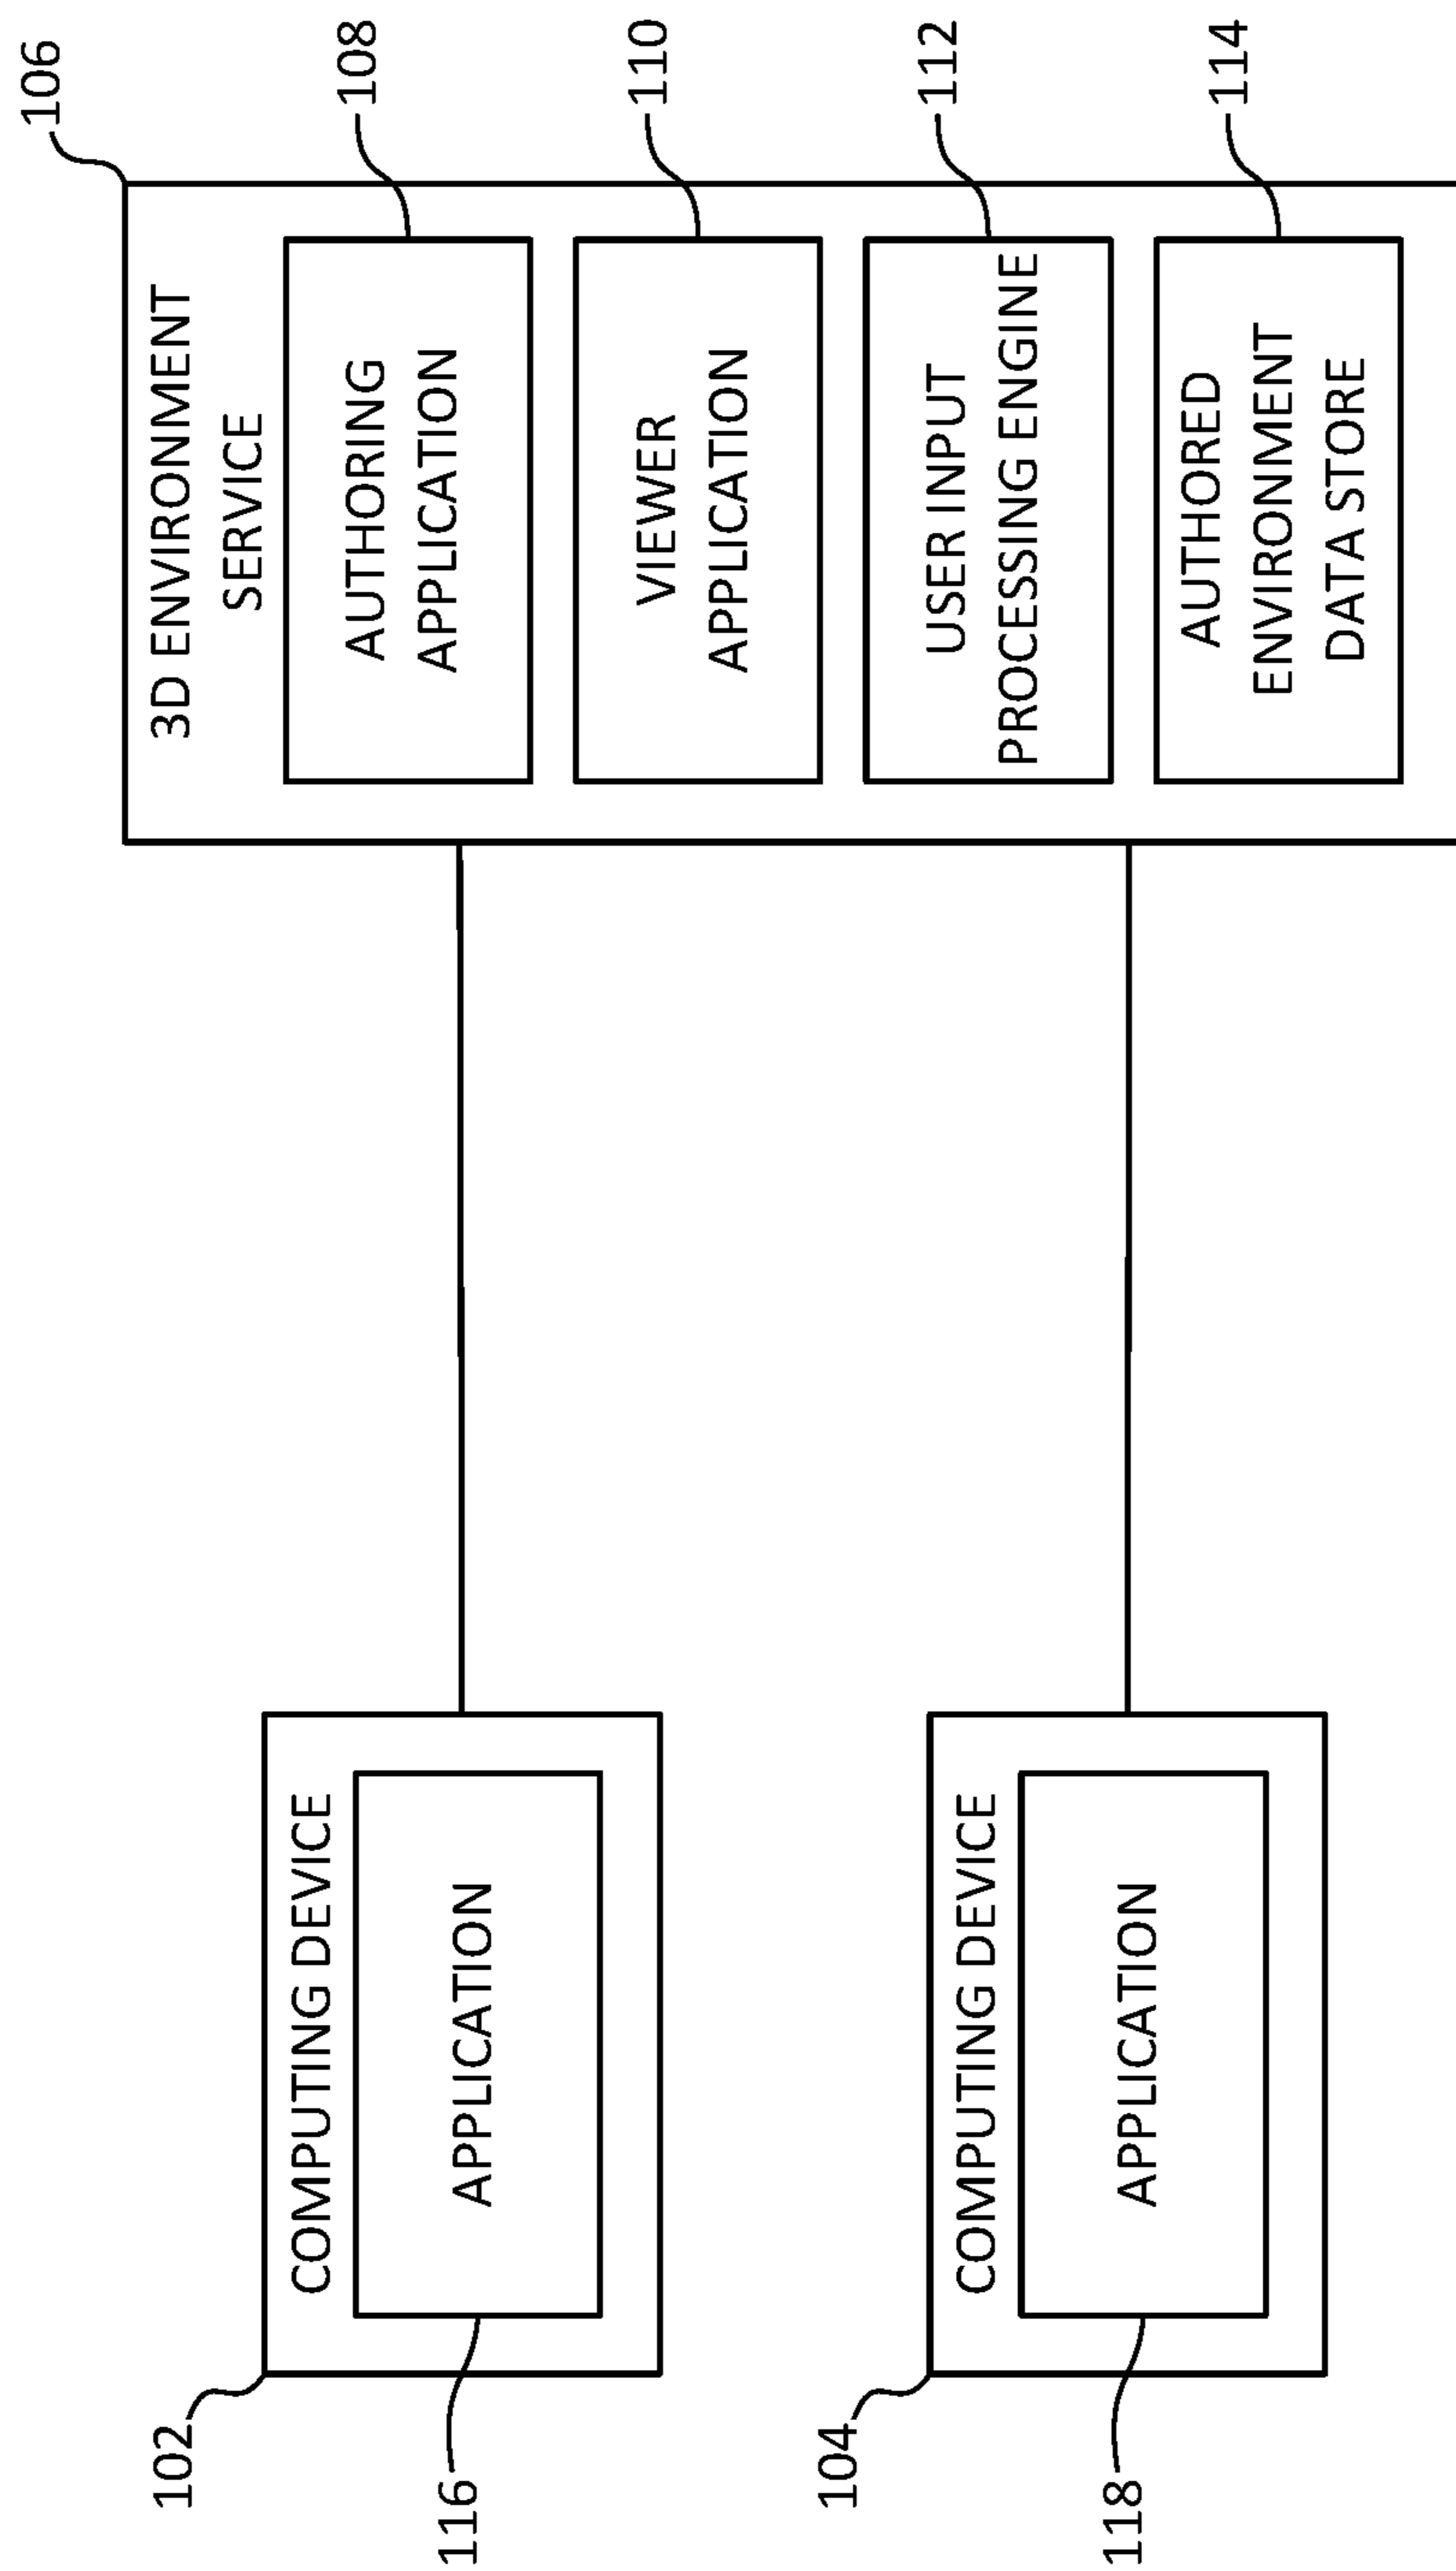 102
COMPUTING DEVICE
APPLICATION
116
104
COMPUTING DEVICE
APPLICATION
118
106
3D ENVIRONMENT
SERVICE
AUTHORING
APPLICATION
108
VIEWER
APPLICATION
110
USER INPUT
PROCESSING ENGINE
112
AUTHORED
ENVIRONMENT
DATA STORE
114